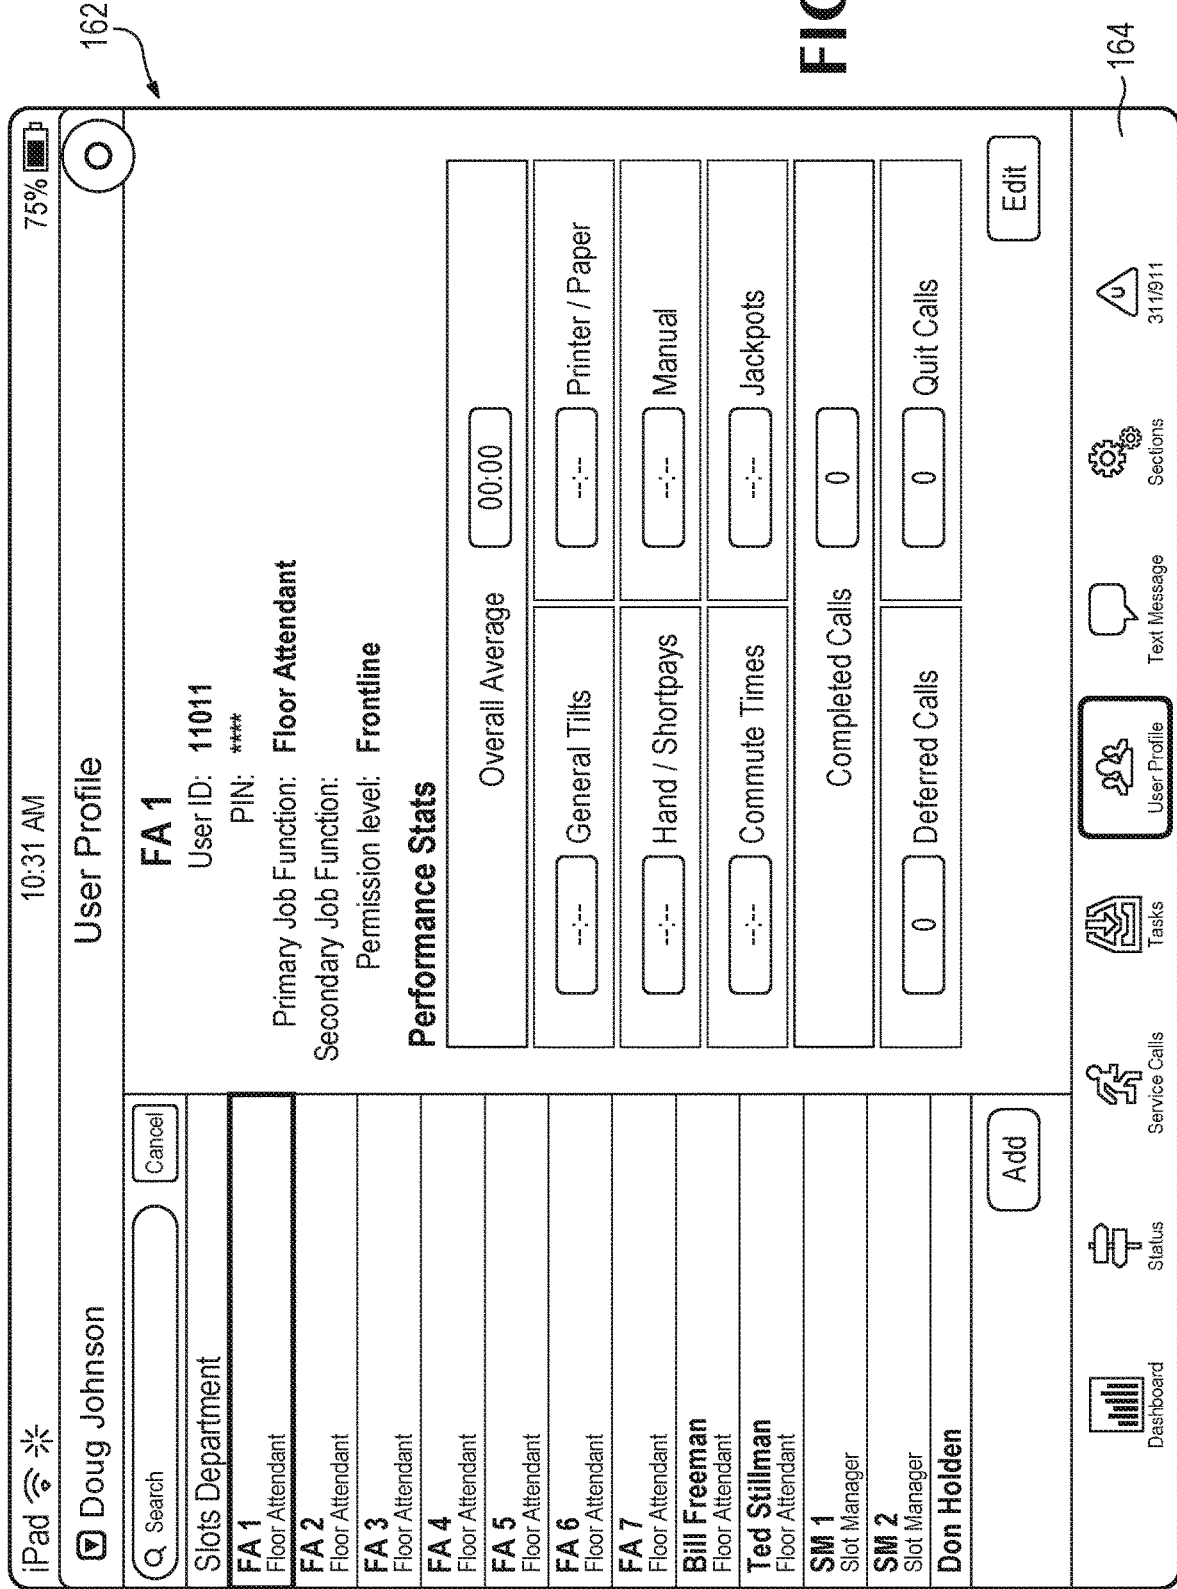 iPad 10:31 AM 75%
Doug Johnson User Profile
Search Cancel
Slots Department
FA 1
Floor Attendant
FA 2
Floor Attendant
FA 3
Floor Attendant
FA 4
Floor Attendant
FA 5
Floor Attendant
FA 6
Floor Attendant
FA 7
Floor Attendant
Bill Freeman
Floor Attendant
Ted Stillman
Floor Attendant
SM 1
Slot Manager
SM 2
Slot Manager
Don Holden
Add
FA 1
User ID: 11011
PIN: ****
Primary Job Function: Floor Attendant
Secondary Job Function:
Permission level: Frontline
Performance Stats
Overall Average 00:00
--:-- General Tilts --:-- Printer / Paper
--:-- Hand / Shortpays --:-- Manual
--:-- Commute Times --:-- Jackpots
Completed Calls 0
0 Deferred Calls 0 Quit Calls
Edit
Dashboard Status Service Calls Tasks User Profile Text Message Sections 311/911
162
164